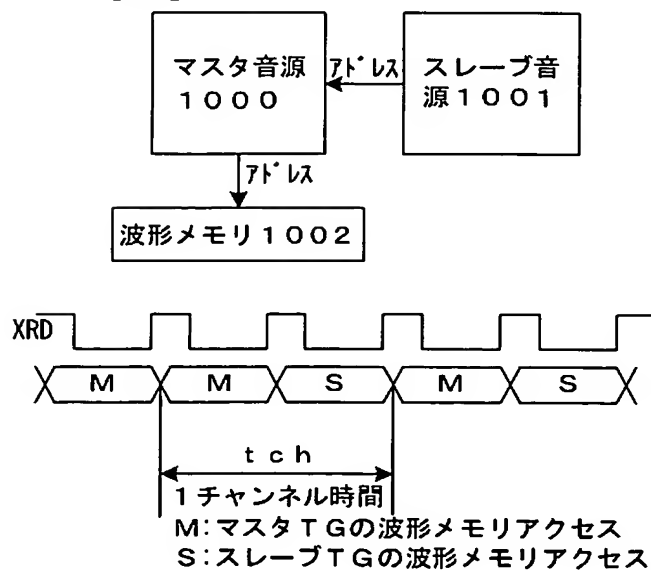 マスタ音源
1000
アドレス
スレーブ音
源1001
アドレス
波形メモリ1002
XRD
M M S M S
tch
1チャンネル時間
M:マスタTGの波形メモリアクセス
S:スレーブTGの波形メモリアクセス